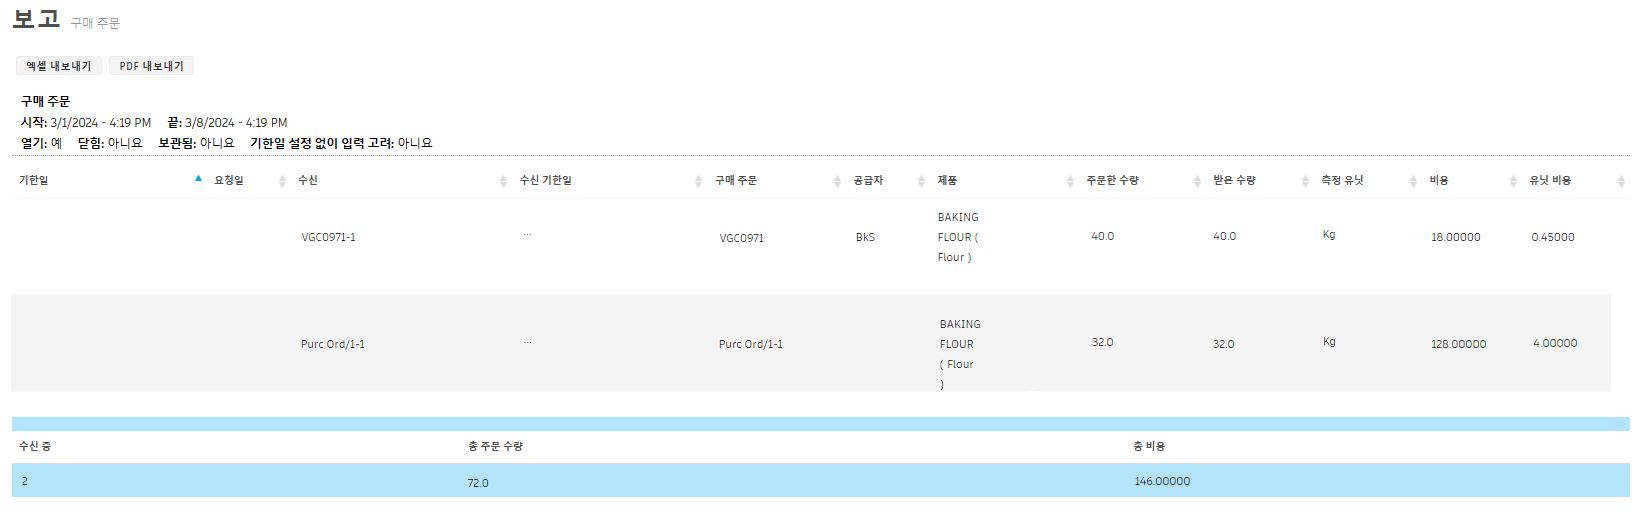 보고 구매 주문
엑셀 내보내기 PDF 내보내기
구매 주문
시작: 3/1/2024 - 4:19 PM 끝: 3/8/2024 - 4:19 PM
열기: 예 닫힘: 아니요 보관됨: 아니요 기한일 설정 없이 입력 고려: 아니요
기한일 요청일 수신 수신 기한일 구매 주문 공급자 제품 주문한 수량 받은 수량 측정 유닛 비용 유닛 비용
VGC0971-1 ... VGC0971 BkS BAKING FLOUR ( Flour ) 40.0 40.0 Kg 18.00000 0.45000
Purc Ord/1-1 ... Purc Ord/1-1 BAKING FLOUR ( Flour ) 32.0 32.0 Kg 128.00000 4.00000
수신 중 총 주문 수량 총 비용
2 72.0 146.00000